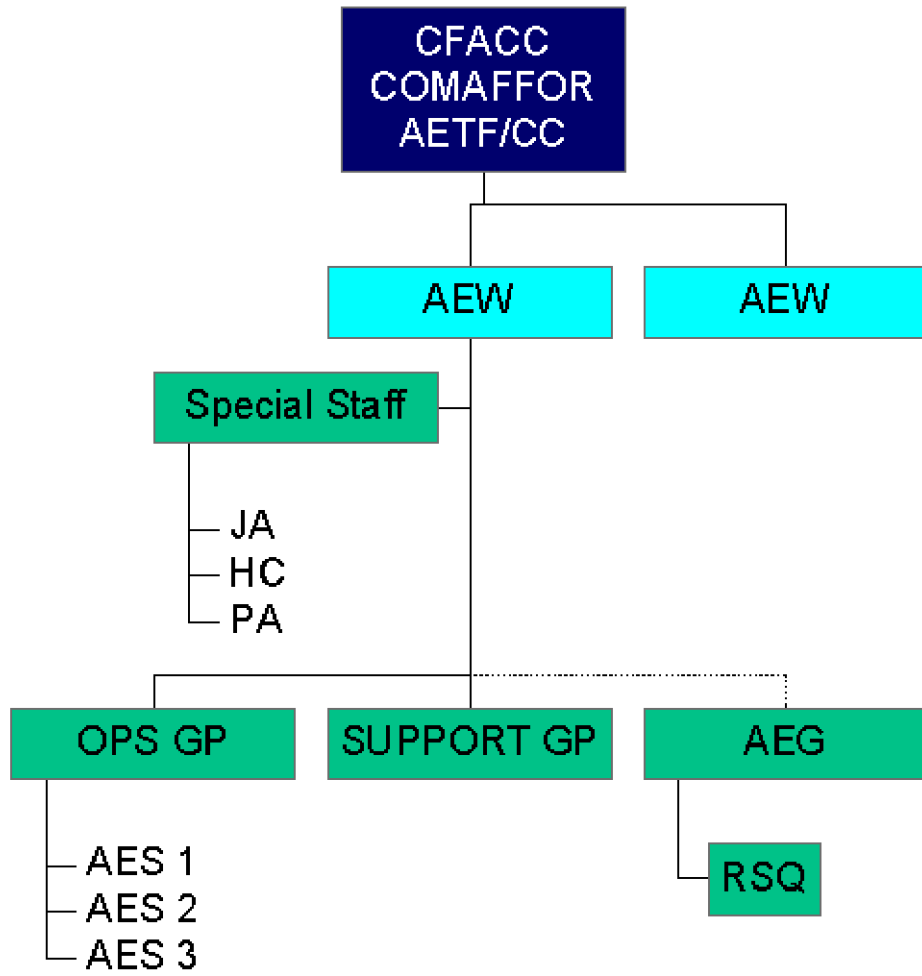 CFACC
COMAFFOR
AETF/CC
AEW
AEW
Special Staff
JA
HC
PA
OPS GP
SUPPORT GP
AEG
AES 1
AES 2
AES 3
RSQ